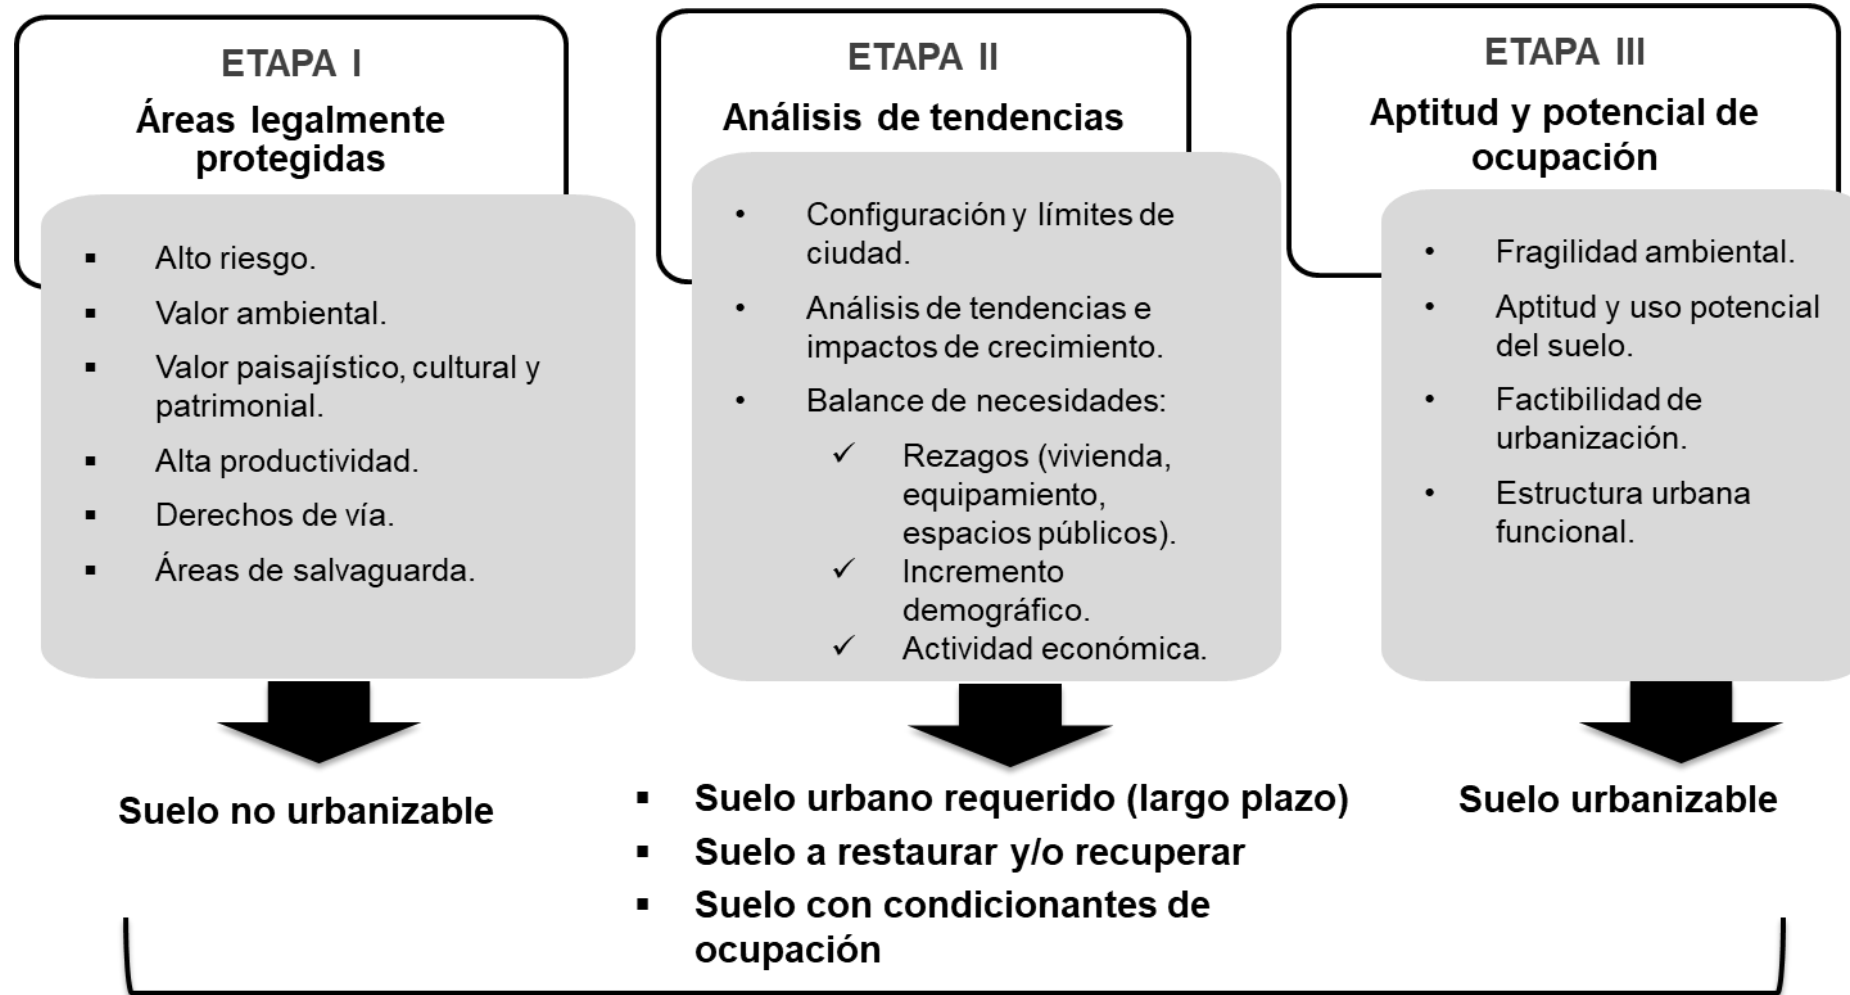 ETAPA I
Áreas legalmente
protegidas
▪ Alto riesgo.
▪ Valor ambiental.
▪ Valor paisajístico, cultural y
patrimonial.
▪ Alta productividad.
▪ Derechos de vía.
▪ Áreas de salvaguarda.
Suelo no urbanizable
ETAPA II
Análisis de tendencias
• Configuración y límites de
ciudad.
• Análisis de tendencias e
impactos de crecimiento.
• Balance de necesidades:
✓ Rezagos (vivienda,
equipamiento,
espacios públicos).
✓ Incremento
demográfico.
✓ Actividad económica.
▪ Suelo urbano requerido (largo plazo)
▪ Suelo a restaurar y/o recuperar
▪ Suelo con condicionantes de
ocupación
ETAPA III
Aptitud y potencial de
ocupación
• Fragilidad ambiental.
• Aptitud y uso potencial
del suelo.
• Factibilidad de
urbanización.
• Estructura urbana
funcional.
Suelo urbanizable